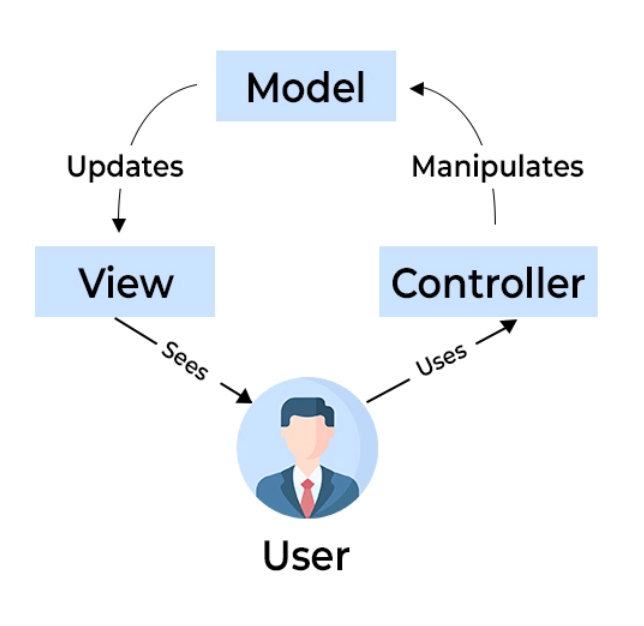 Model
Updates
Manipulates
View
Controller
Sees
Uses
User